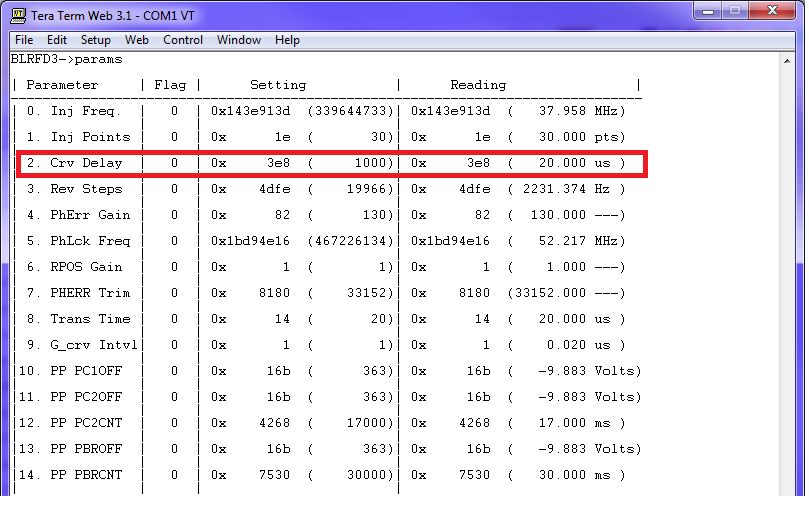 Tera Term Web 3.1 - COM1 VT
File Edit Setup Web Control Window Help
BLRFD3->params
| Parameter | Flag | Setting | Reading |
| 0. Inj Freq. | 0 | 0x143e913d (339644733)| 0x143e913d ( 37.958 MHz)
| 1. Inj Points | 0 | 0x 1e ( 30)| 0x 1e ( 30.000 pts)
| 2. Crv Delay | 0 | 0x 3e8 ( 1000)| 0x 3e8 ( 20.000 us )
| 3. Rev Steps | 0 | 0x 4dfe ( 19966)| 0x 4dfe ( 2231.374 Hz )
| 4. PhErr Gain | 0 | 0x 82 ( 130)| 0x 82 ( 130.000 ---)
| 5. PhLck Freq | 0 | 0x1bd94e16 (467226134)| 0x1bd94e16 ( 52.217 MHz)
| 6. RPOS Gain | 0 | 0x 1 ( 1)| 0x 1 ( 1.000 ---)
| 7. PHERR Trim | 0 | 0x 8180 ( 33152)| 0x 8180 (33152.000 ---)
| 8. Trans Time | 0 | 0x 14 ( 20)| 0x 14 ( 20.000 us )
| 9. G_crv Intvl| 0 | 0x 1 ( 1)| 0x 1 ( 0.020 us )
|10. PP PC1OFF | 0 | 0x 16b ( 363)| 0x 16b ( -9.883 Volts)
|11. PP PC2OFF | 0 | 0x 16b ( 363)| 0x 16b ( -9.883 Volts)
|12. PP PC2CNT | 0 | 0x 4268 ( 17000)| 0x 4268 ( 17.000 ms )
|13. PP PBROFF | 0 | 0x 16b ( 363)| 0x 16b ( -9.883 Volts)
|14. PP PBRCNT | 0 | 0x 7530 ( 30000)| 0x 7530 ( 30.000 ms )